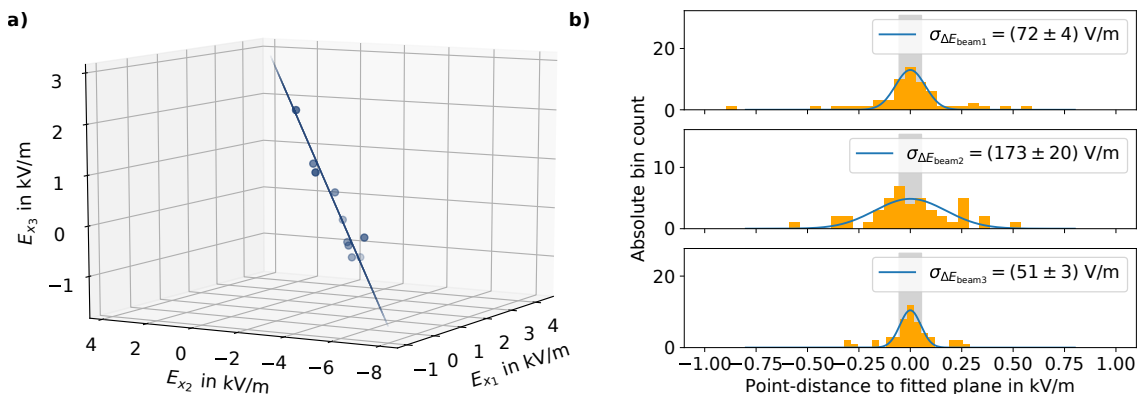 a)
3
2
1
0
−1
E_{x_3} in kV/m
4
2
0
−2
−4
−6
−8
E_{x_2} in kV/m
−1
0
1
2
3
4
E_{x_1} in kV/m
b)
Absolute bin count
20
0
σ_{ΔE_{beam1}} = (72 ± 4) V/m
10
0
σ_{ΔE_{beam2}} = (173 ± 20) V/m
20
0
σ_{ΔE_{beam3}} = (51 ± 3) V/m
−1.00 −0.75 −0.50 −0.25 0.00 0.25 0.50 0.75 1.00
Point-distance to fitted plane in kV/m